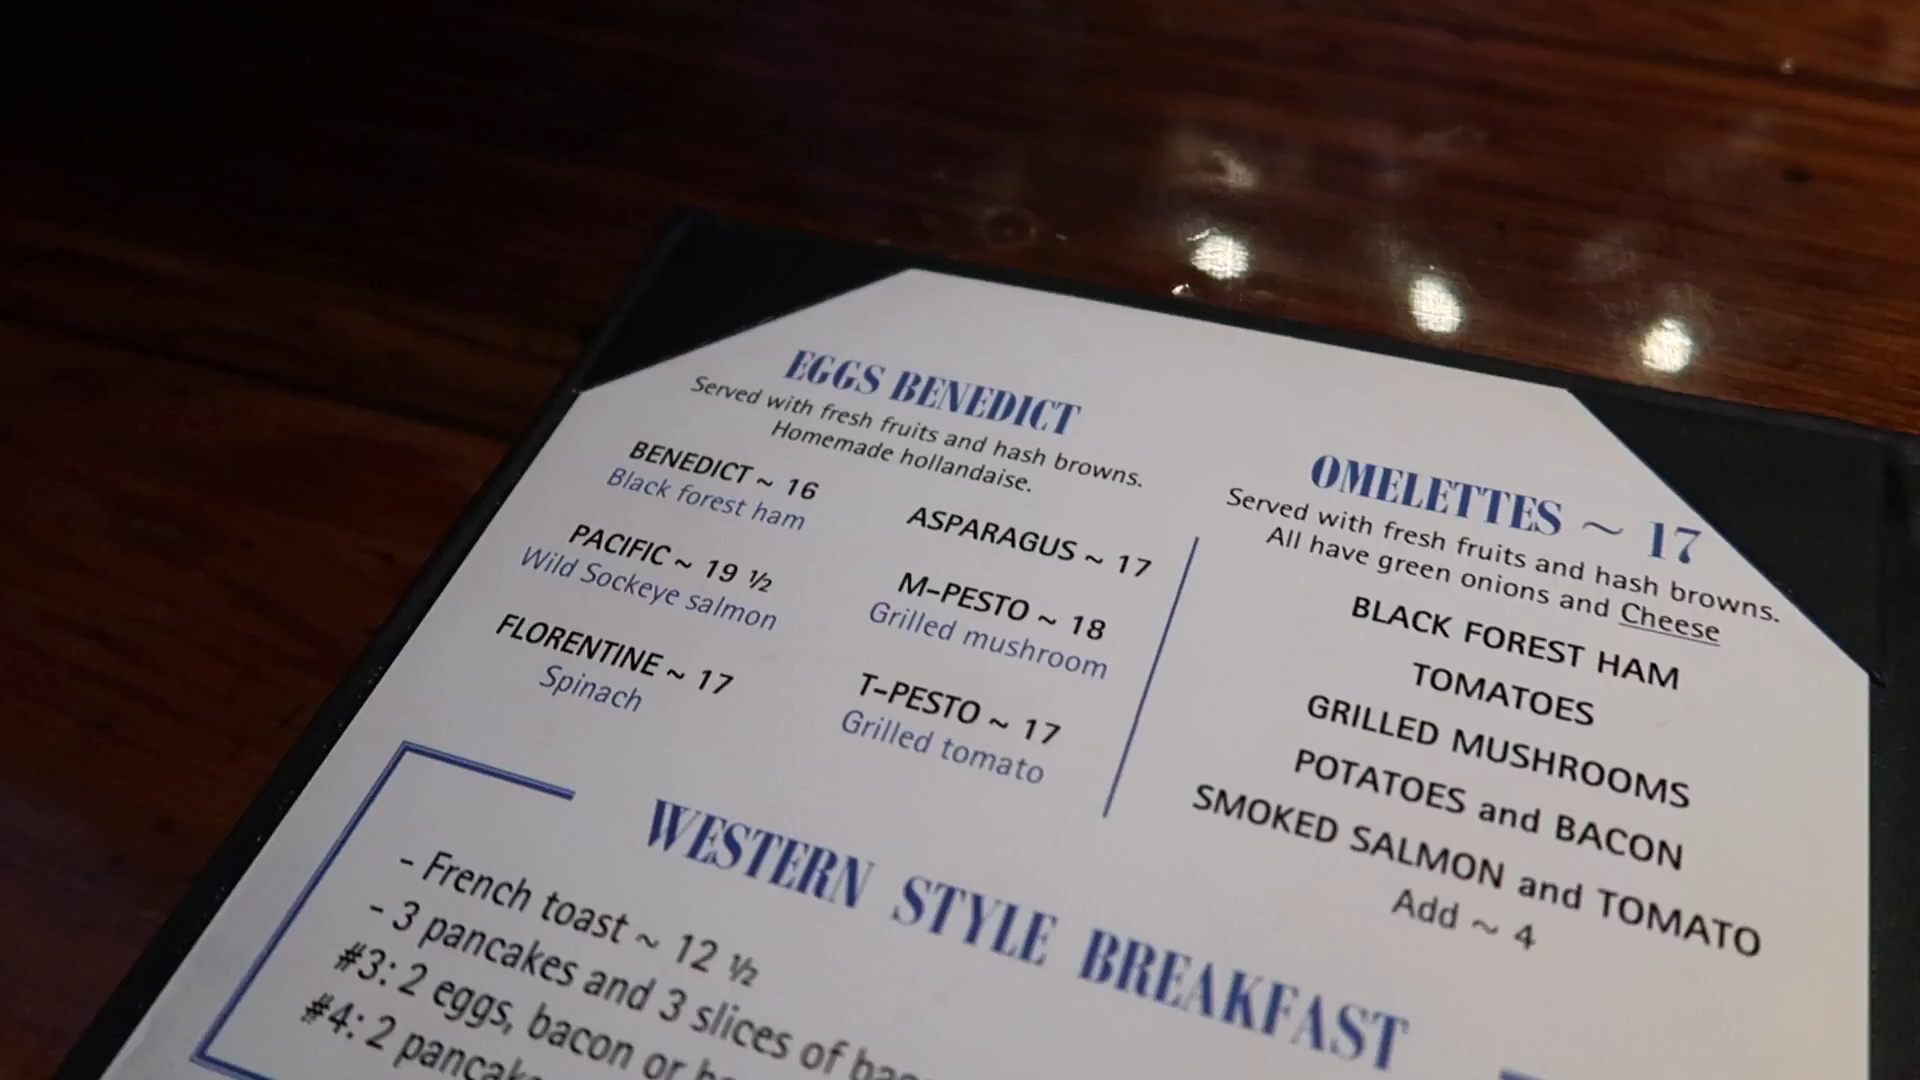 EGGS BENEDICT
Served with fresh fruits and hash browns.
Homemade hollandaise.
BENEDICT ~ 16
Black forest ham
PACIFIC ~ 19 ½
Wild Sockeye salmon
FLORENTINE ~ 17
Spinach
ASPARAGUS ~ 17
M-PESTO ~ 18
Grilled mushroom
T-PESTO ~ 17
Grilled tomato
OMELETTES ~ 17
Served with fresh fruits and hash browns.
All have green onions and Cheese
BLACK FOREST HAM
TOMATOES
GRILLED MUSHROOMS
POTATOES and BACON
SMOKED SALMON and TOMATO
Add ~ 4
WESTERN STYLE BREAKFAST
- French toast ~ 12 ½
- 3 pancakes and 3 slices of
#3: 2 eggs, bacon or
#4: 2